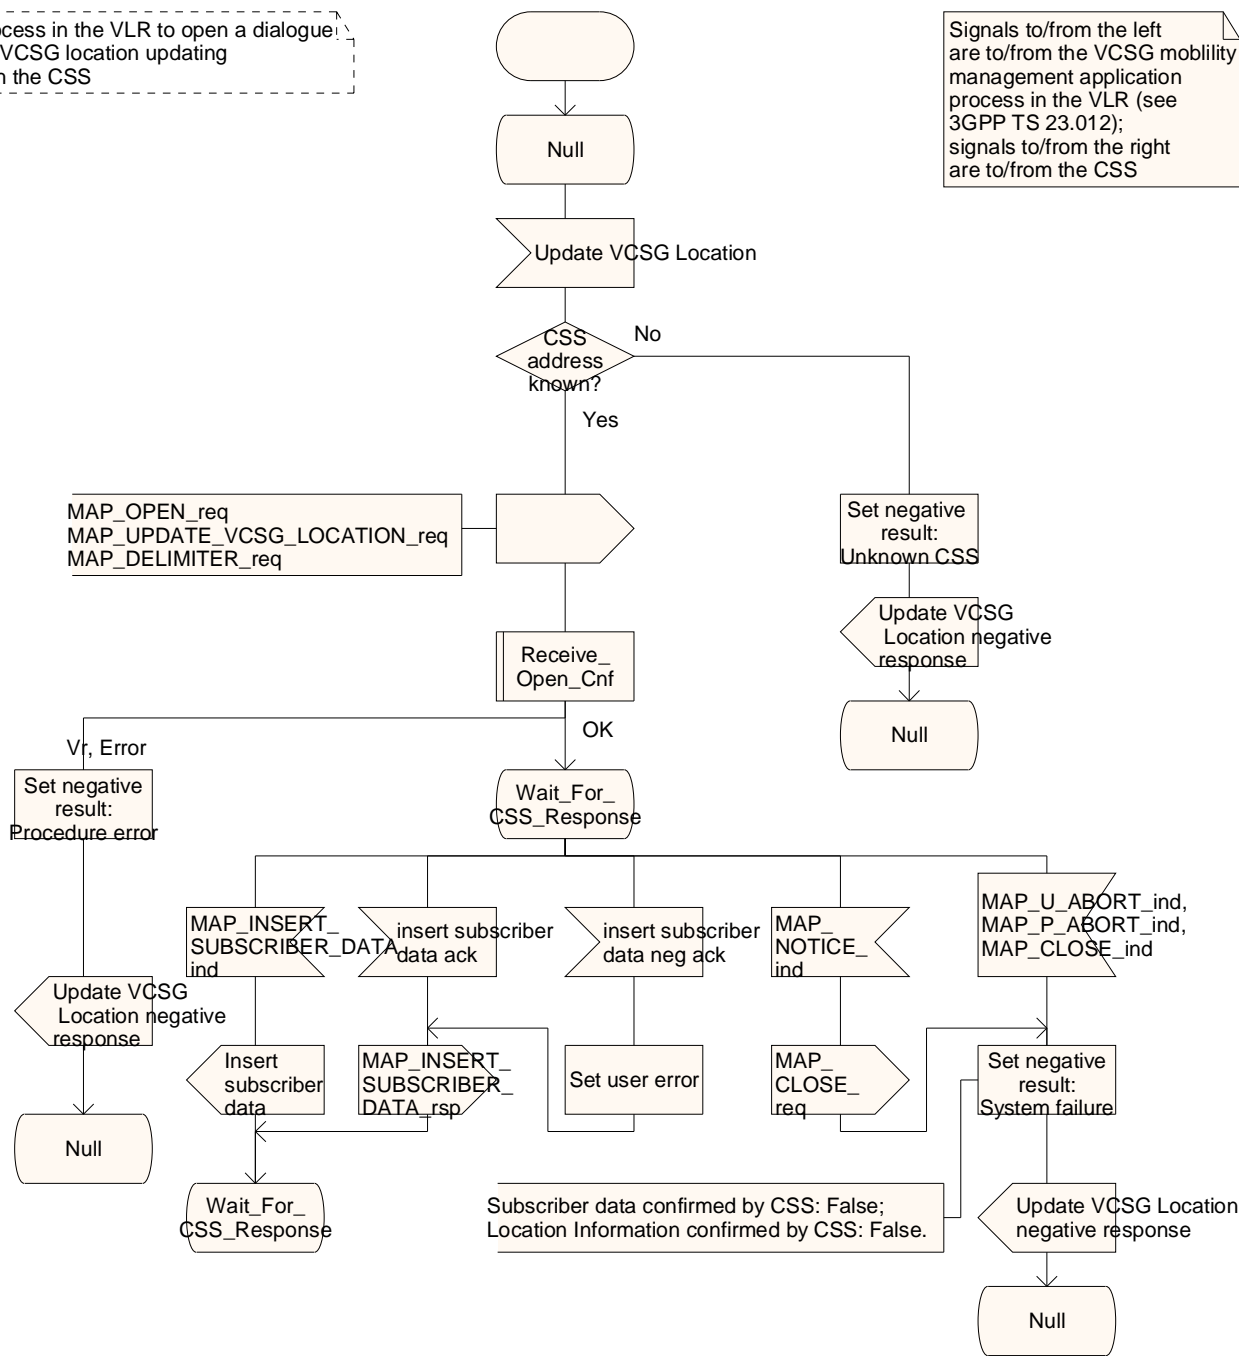 cess in the VLR to open a dialogue
VCSG location updating
the CSS
Signals to/from the left
are to/from the VCSG moblility
management application
process in the VLR (see
3GPP TS 23.012);
signals to/from the right
are to/from the CSS
Null
Update VCSG Location
CSS
address
known?
No
Yes
MAP_OPEN_req
MAP_UPDATE_VCSG_LOCATION_req
MAP_DELIMITER_req
Set negative
result:
Unknown CSS
Update VCSG
Location negative
response
Null
Receive_
Open_Cnf
OK
Vr, Error
Set negative
result:
Procedure error
Wait_For_
CSS_Response
MAP_INSERT_
SUBSCRIBER_DATA_
ind
insert subscriber
data ack
insert subscriber
data neg ack
MAP_
NOTICE_
ind
MAP_U_ABORT_ind,
MAP_P_ABORT_ind,
MAP_CLOSE_ind
Update VCSG
Location negative
response
Insert
subscriber
data
MAP_INSERT_
SUBSCRIBER_
DATA_rsp
Set user error
MAP_
CLOSE_
req
Set negative
result:
System failure
Null
Wait_For_
CSS_Response
Subscriber data confirmed by CSS: False;
Location Information confirmed by CSS: False.
Update VCSG Location
negative response
Null